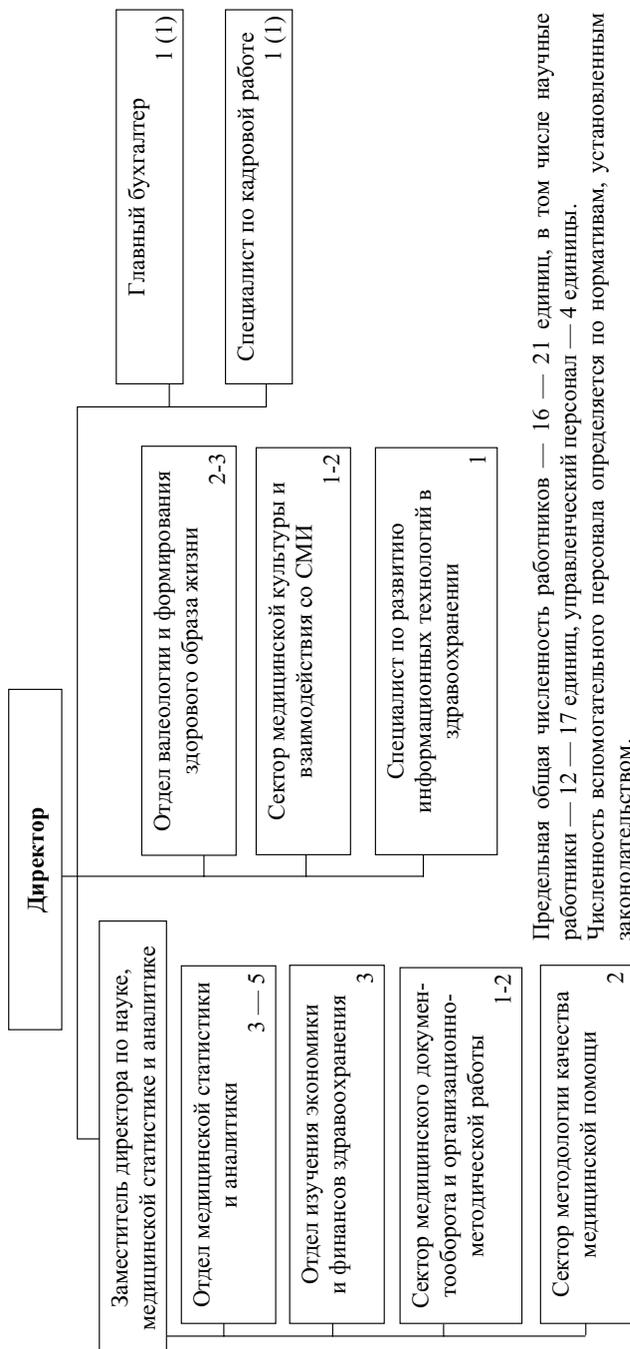 Директор
Заместитель директора по науке,
медицинской статистике и аналитике
Отдел медицинской статистики
и аналитики
3 — 5
Отдел изучения экономики
и финансов здравоохранения
3
Сектор медицинского докумен-
тооборота и организационно-
методической работы
1-2
Сектор методологии качества
медицинской помощи
2
Отдел валеологии и формирования
здорового образа жизни
2-3
Сектор медицинской культуры и
взаимодействия со СМИ
1-2
Специалист по развитию
информационных технологий в
здравоохранении
1
Главный бухгалтер
1 (1)
Специалист по кадровой работе
1 (1)
Предельная общая численность работников — 16 — 21 единиц, в том числе научные
работники — 12 — 17 единиц, управленческий персонал — 4 единицы.
Численность вспомогательного персонала определяется по нормативам, установленным
законодательством.